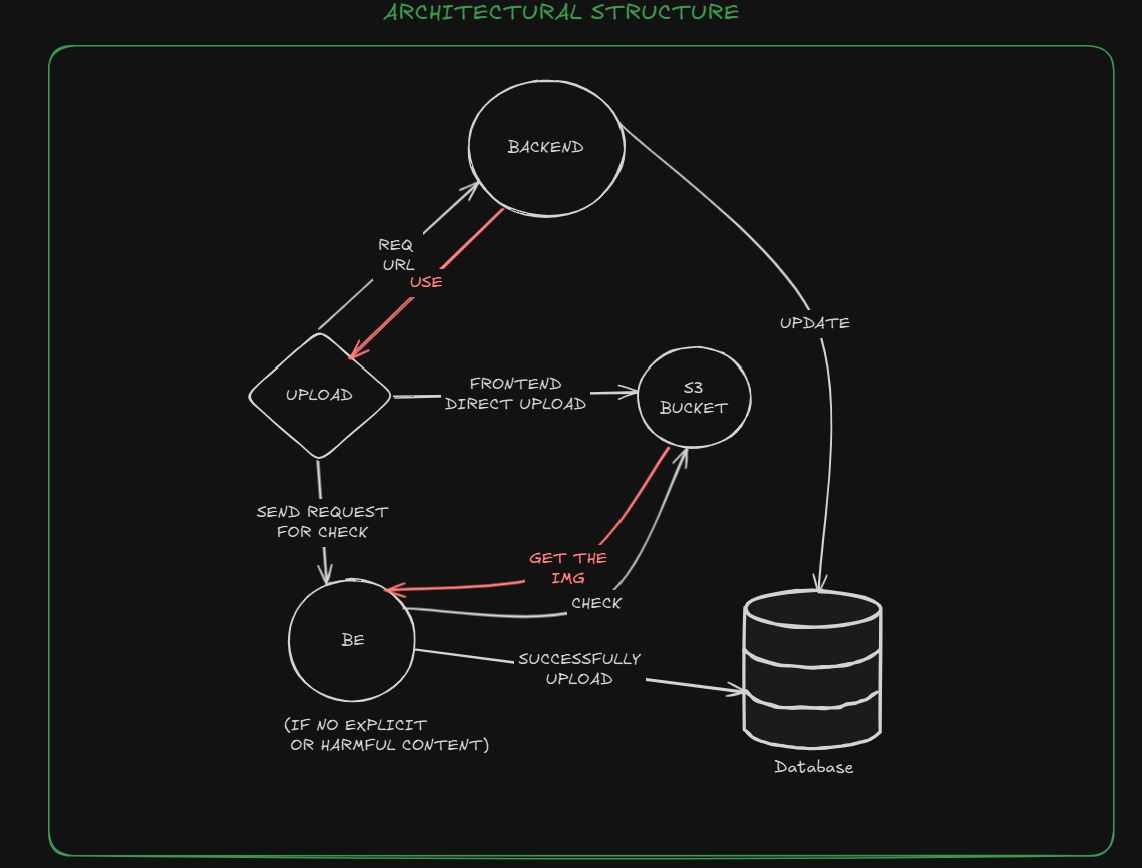 ARCHITECTURAL STRUCTURE
BACKEND
REQ
URL
USE
UPDATE
UPLOAD
FRONTEND
DIRECT UPLOAD
S3
BUCKET
SEND REQUEST
FOR CHECK
GET THE
IMG
CHECK
BE
SUCCESSFULLY
UPLOAD
(IF NO EXPLICIT
OR HARMFUL CONTENT)
Database